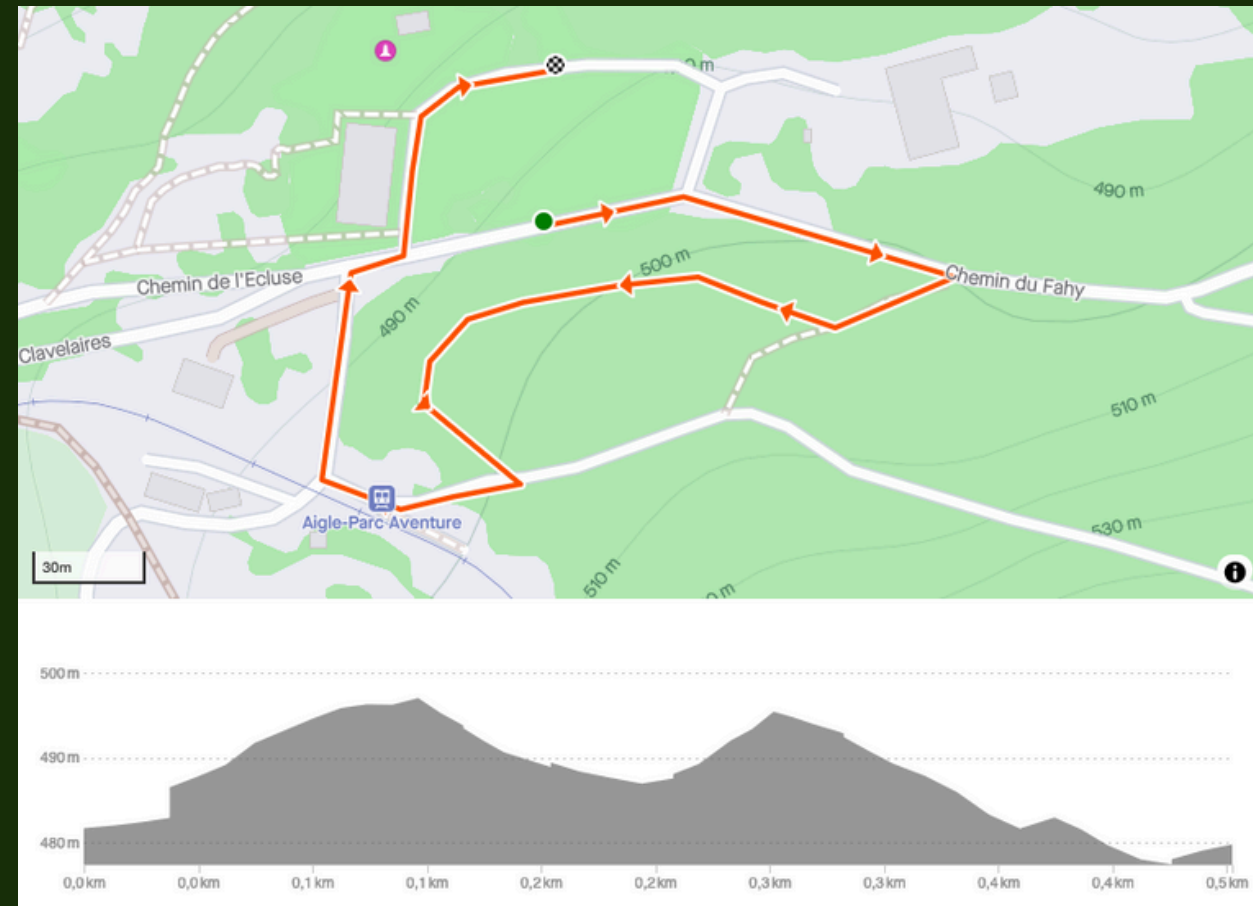 490 m
Chemin de l'Ecluse
500 m
Chemin du Fahy
490 m
Clavelaires
510 m
Aigle-Parc Aventure
530 m
30m
510 m
500 m
490 m
480 m
0,0 km
0,0 km
0,1 km
0,1 km
0,2 km
0,2 km
0,3 km
0,3 km
0,4 km
0,4 km
0,5 km